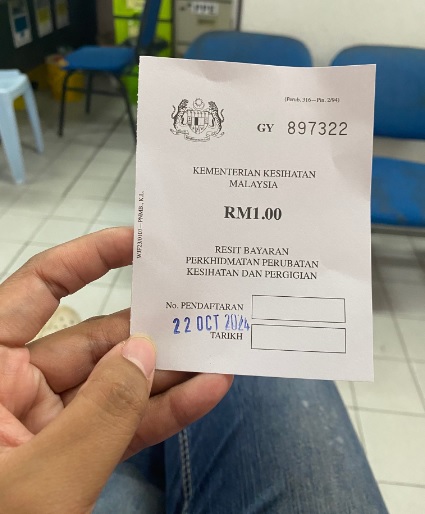 (Perub. 316—Pin. 2/94)
GY 897322
KEMENTERIAN KESIHATAN
MALAYSIA
RM1.00
RESIT BAYARAN
PERKHIDMATAN PERUBATAN
KESIHATAN DAN PERGIGIAN
No. PENDAFTARAN
22 OCT 2024
TARIKH